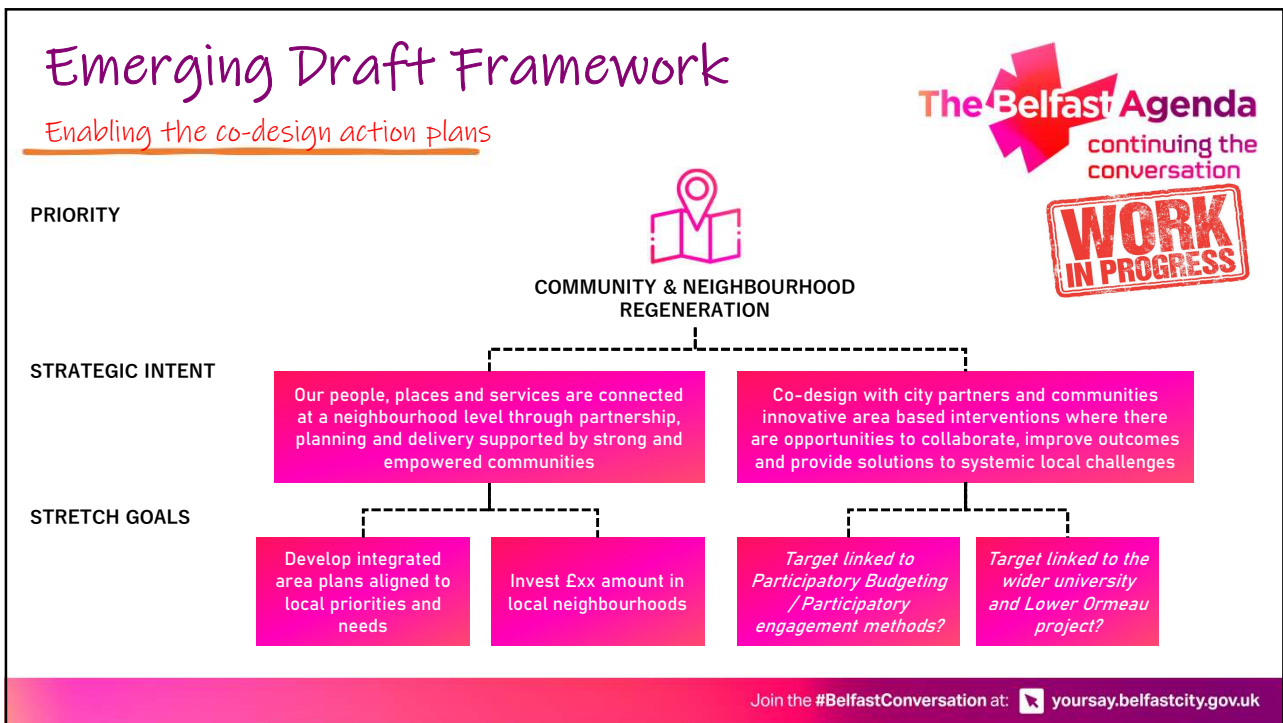 Emerging Draft Framework
Enabling the co-design action plans
The Belfast Agenda
continuing the
conversation
WORK
IN PROGRESS
PRIORITY
COMMUNITY & NEIGHBOURHOOD
REGENERATION
STRATEGIC INTENT
Our people, places and services are connected
at a neighbourhood level through partnership,
planning and delivery supported by strong and
empowered communities
Co-design with city partners and communities
innovative area based interventions where there
are opportunities to collaborate, improve outcomes
and provide solutions to systemic local challenges
STRETCH GOALS
Develop integrated
area plans aligned to
local priorities and
needs
Invest £xx amount in
local neighbourhoods
Target linked to
Participatory Budgeting
/ Participatory
engagement methods?
Target linked to the
wider university
and Lower Ormeau
project?
Join the #BelfastConversation at: yoursay.belfastcity.gov.uk